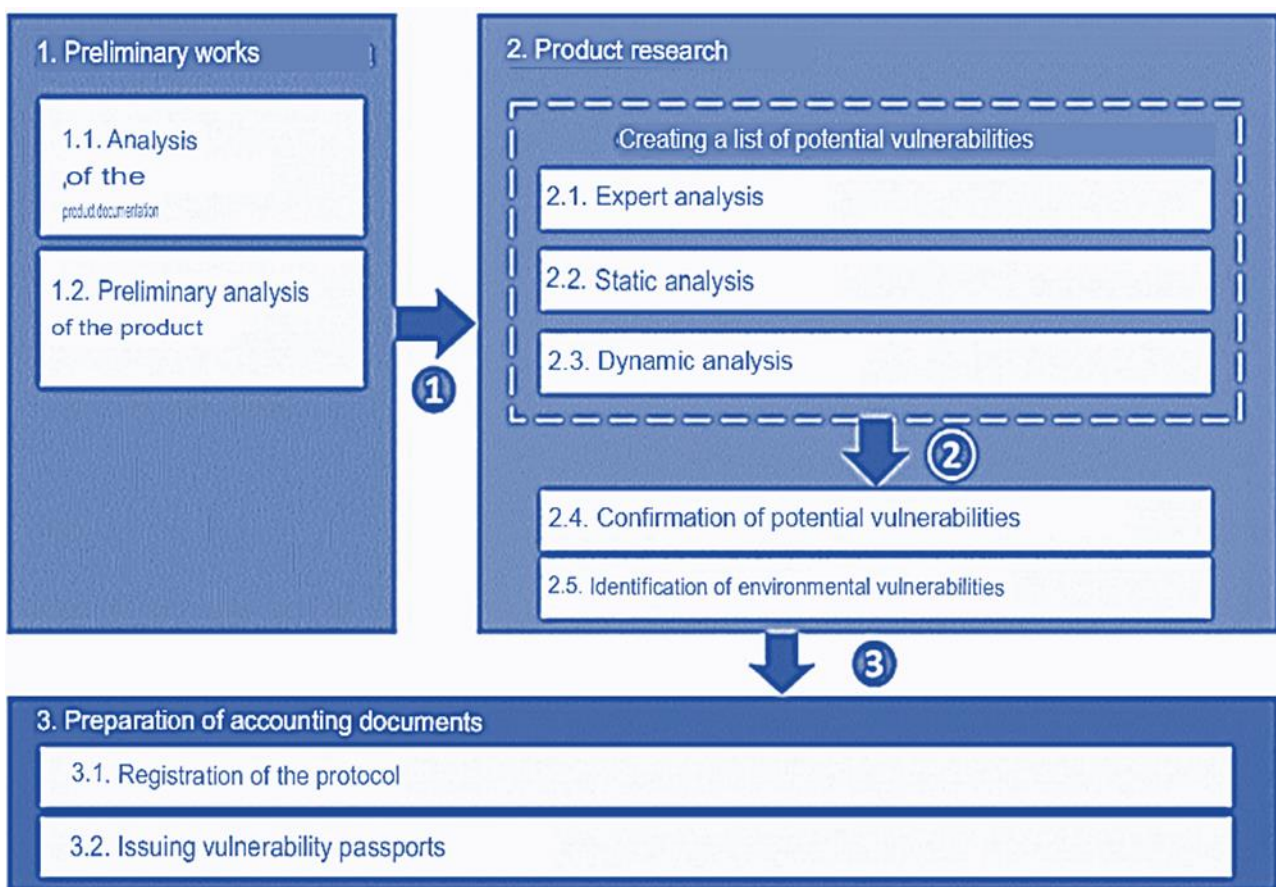 1. Preliminary works
1.1. Analysis
of the
product documentation
1.2. Preliminary analysis
of the product
1
2. Product research
Creating a list of potential vulnerabilities
2.1. Expert analysis
2.2. Static analysis
2.3. Dynamic analysis
2
2.4. Confirmation of potential vulnerabilities
2.5. Identification of environmental vulnerabilities
3
3. Preparation of accounting documents
3.1. Registration of the protocol
3.2. Issuing vulnerability passports